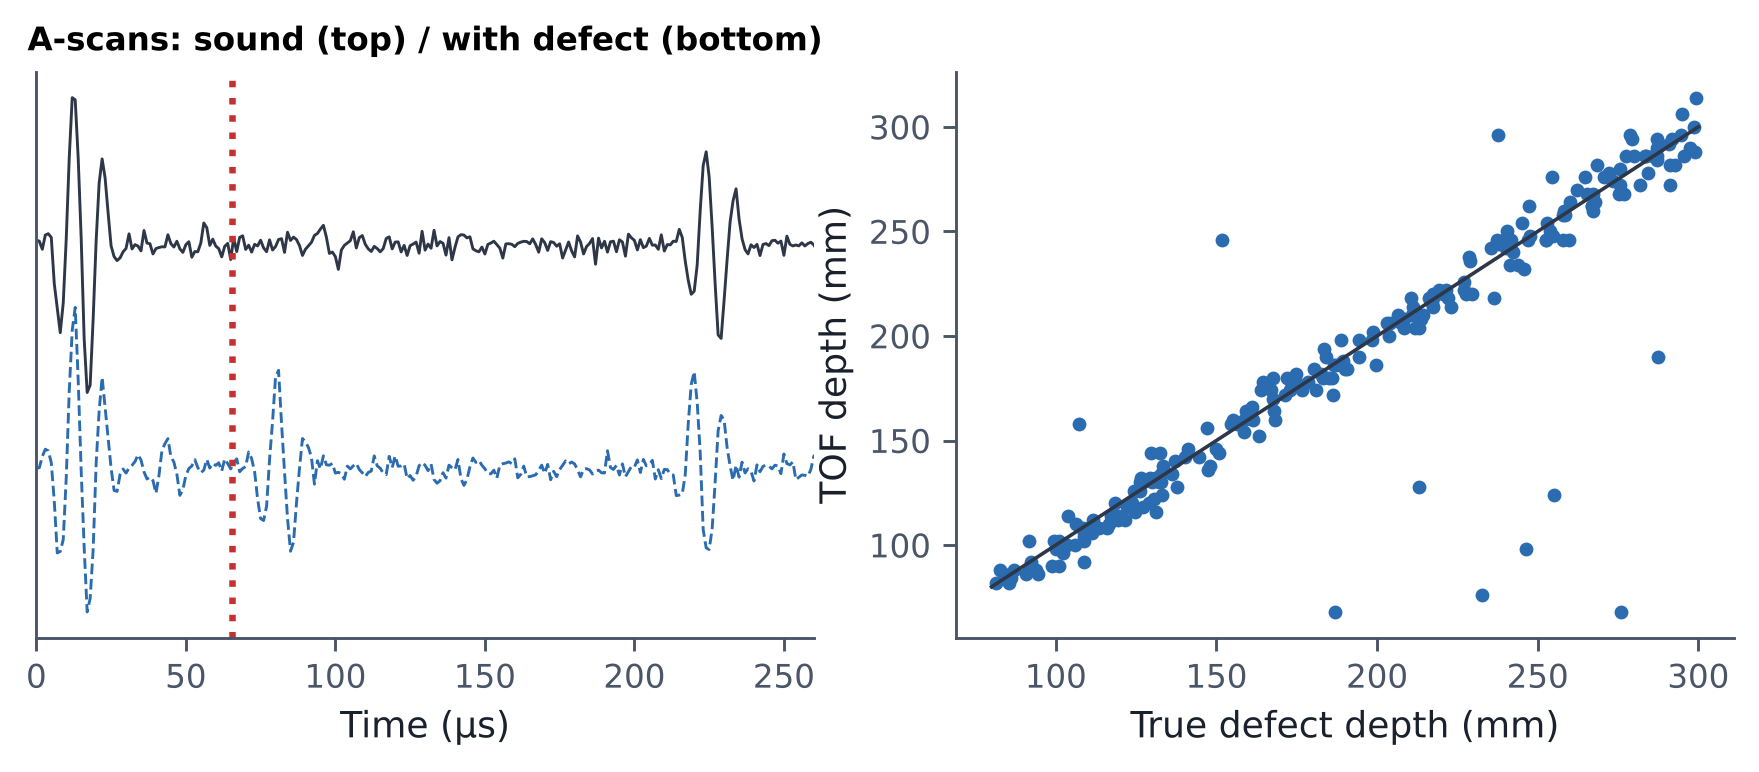 A-scans: sound (top) / with defect (bottom)
0 50 100 150 200 250
Time (μs)
TOF depth (mm)
300
250
200
150
100
100 150 200 250 300
True defect depth (mm)